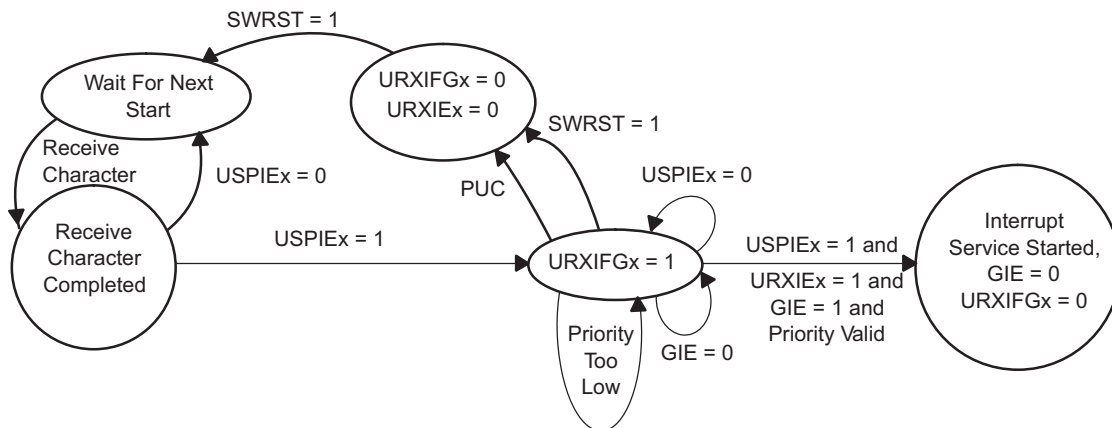 SWRST = 1
Wait For Next
Start
URXIFGx = 0
URXIEx = 0
SWRST = 1
Receive
Character
USPIEx = 0
PUC
USPIEx = 0
Receive
Character
Completed
USPIEx = 1
URXIFGx = 1
USPIEx = 1 and
URXIEx = 1 and
GIE = 1 and
Priority Valid
Interrupt
Service Started,
GIE = 0
URXIFGx = 0
Priority
Too
Low
GIE = 0